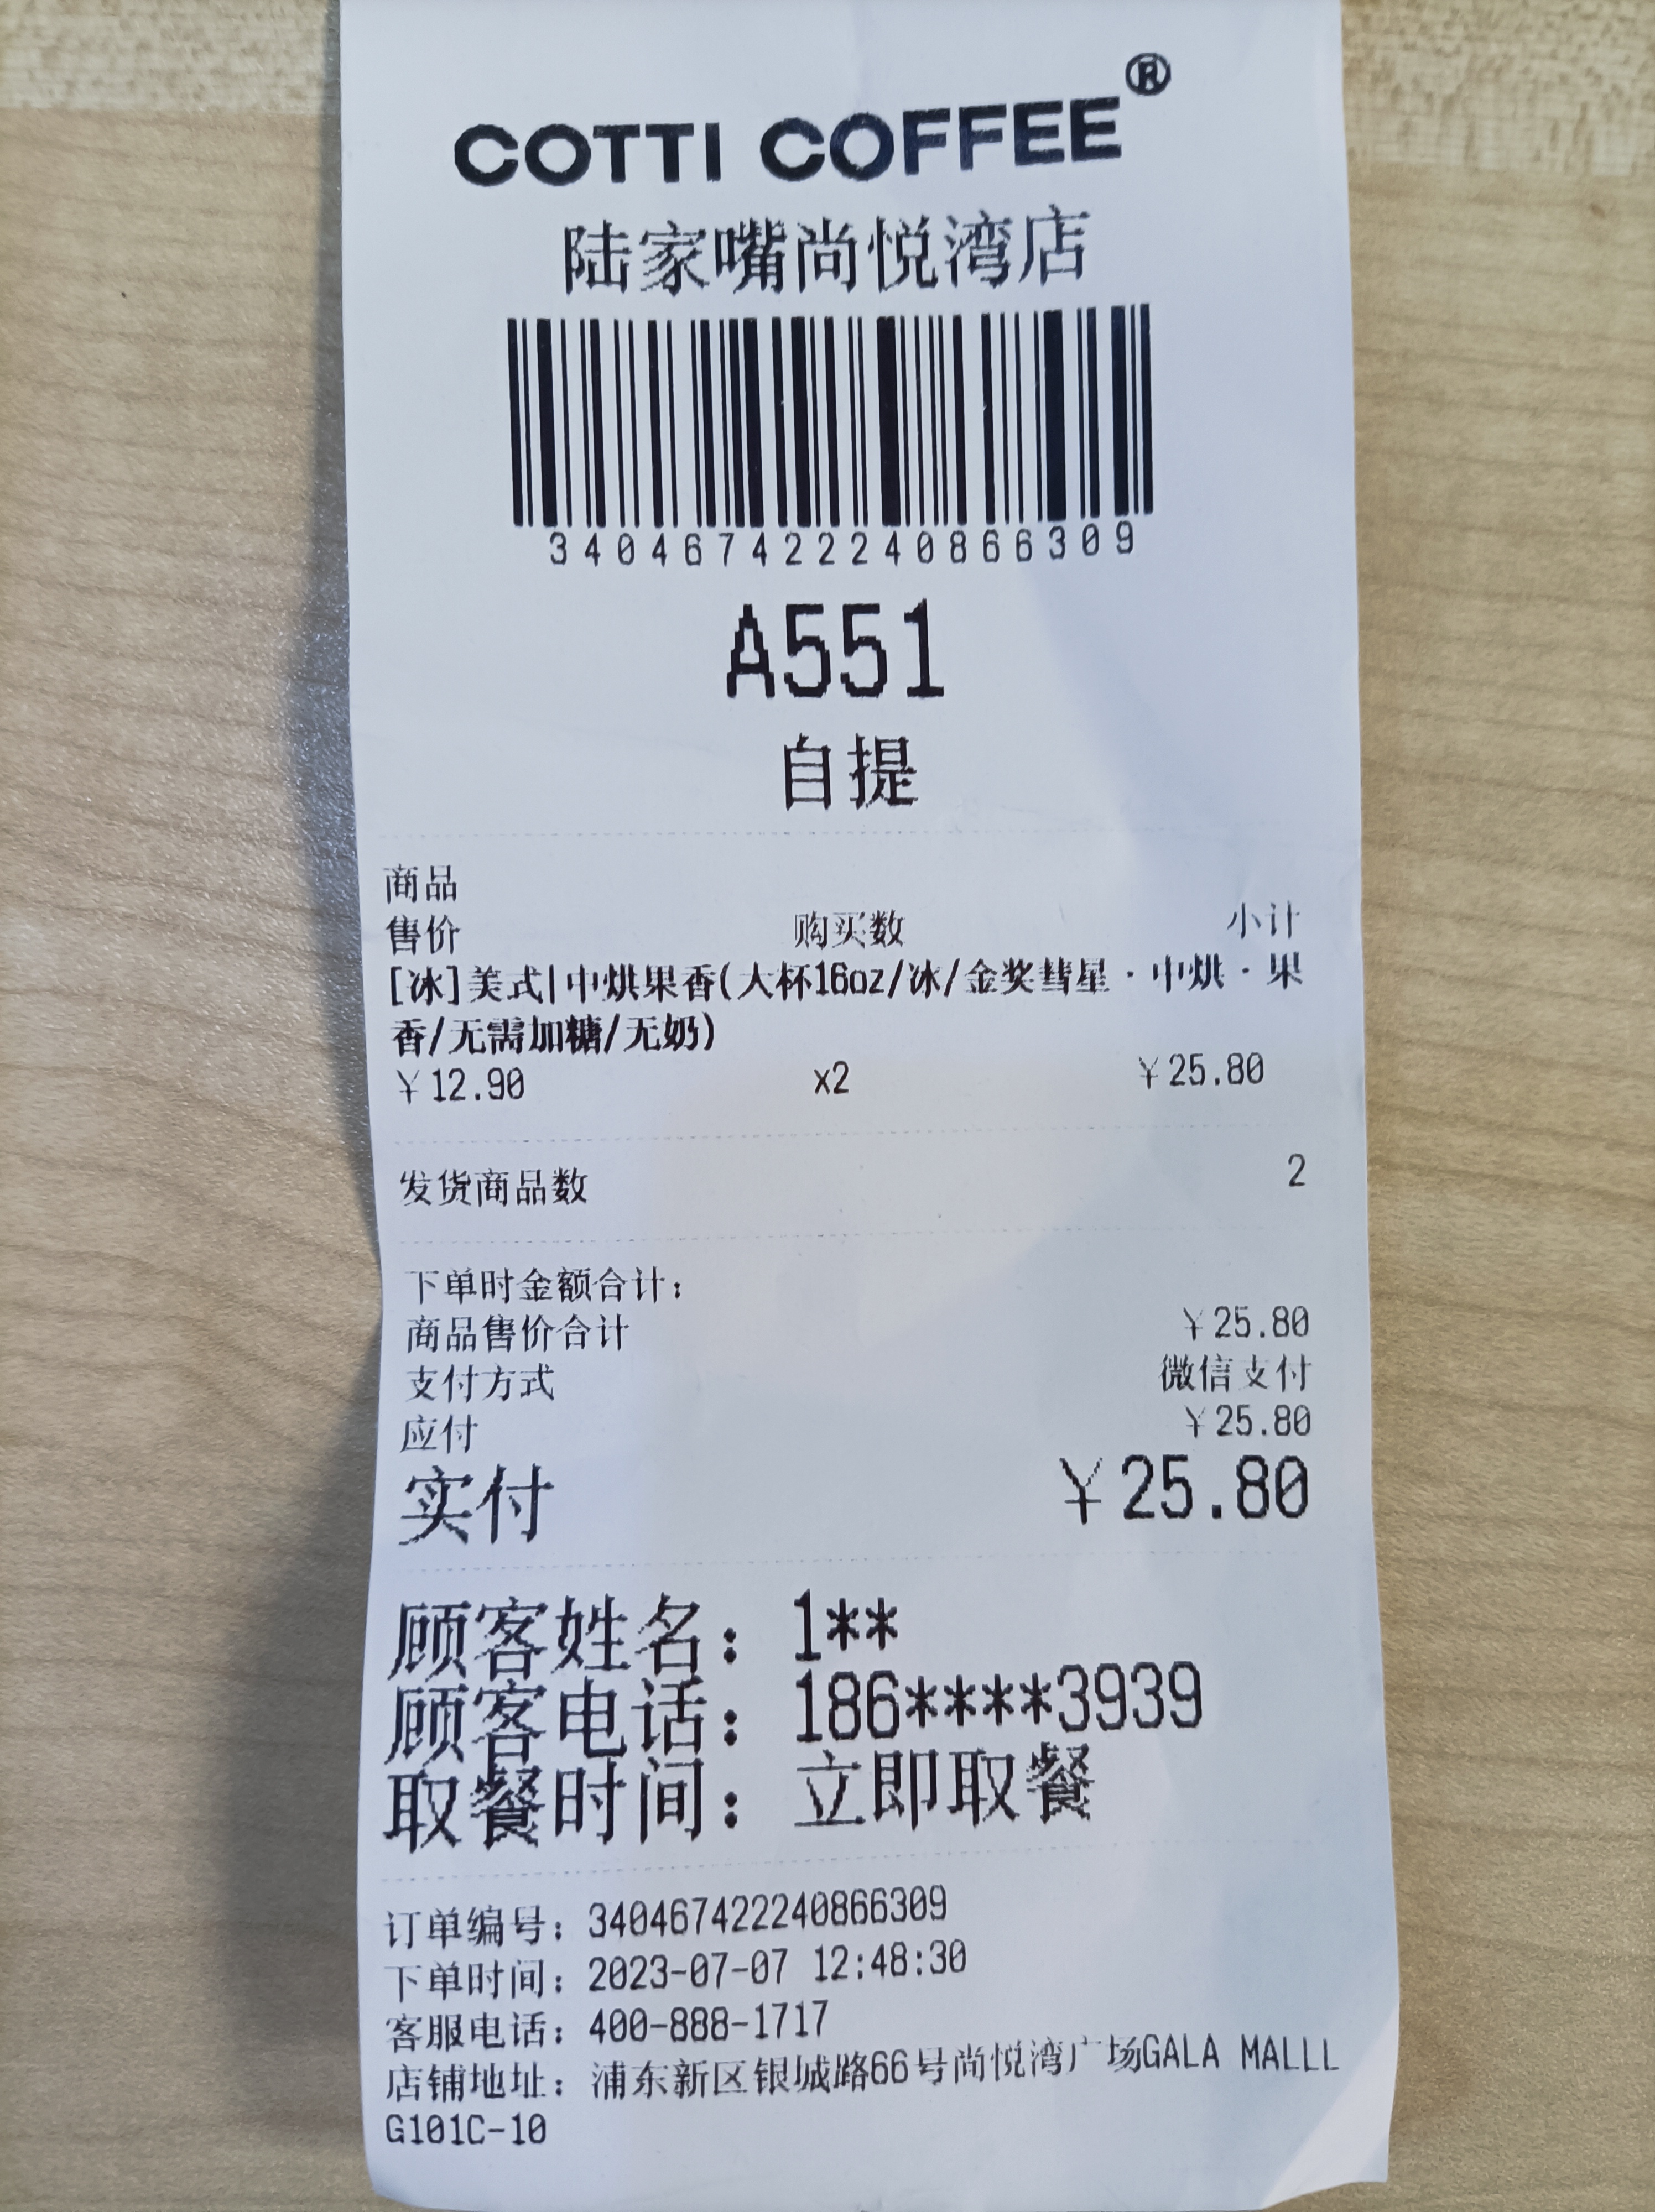 COTTI COFFEE®
陆家嘴尚悦湾店
340467422240866309
A551
自提
商品
售价 购买数 小计
[冰]美式|中烘果香(大杯16oz/冰/金奖彗星·中烘·果
香/无需加糖/无奶)
￥12.90 x2 ￥25.80
发货商品数 2
下单时金额合计：
商品售价合计 ￥25.80
支付方式 微信支付
应付 ￥25.80
实付 ￥25.80
顾客姓名：1**
顾客电话：186****3939
取餐时间：立即取餐
订单编号：340467422240866309
下单时间：2023-07-07 12:48:30
客服电话：400-888-1717
店铺地址：浦东新区银城路66号尚悦湾广场GALA MALLL
G101C-10